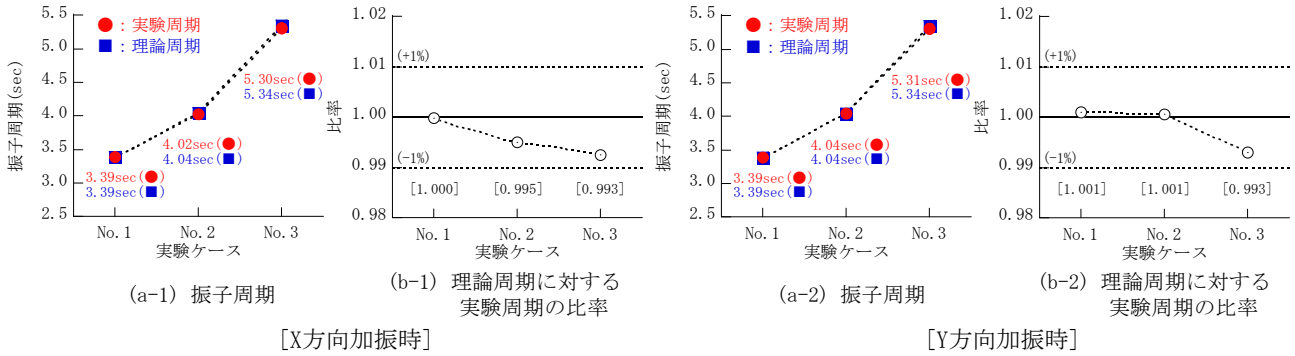 5.5
5.0
4.5
4.0
3.5
3.0
2.5
振子周期(sec)
●：実験周期
■：理論周期
5.30sec(●)
5.34sec(■)
4.02sec(●)
4.04sec(■)
3.39sec(●)
3.39sec(■)
No.1 No.2 No.3
実験ケース
(a-1) 振子周期
1.02
1.01
1.00
0.99
0.98
比率
(+1%)
(−1%)
[1.000] [0.995] [0.993]
No.1 No.2 No.3
実験ケース
(b-1) 理論周期に対する
実験周期の比率
[X方向加振時]
5.5
5.0
4.5
4.0
3.5
3.0
2.5
振子周期(sec)
●：実験周期
■：理論周期
5.31sec(●)
5.34sec(■)
4.04sec(●)
4.04sec(■)
3.39sec(●)
3.39sec(■)
No.1 No.2 No.3
実験ケース
(a-2) 振子周期
1.02
1.01
1.00
0.99
0.98
比率
(+1%)
(−1%)
[1.001] [1.001] [0.993]
No.1 No.2 No.3
実験ケース
(b-2) 理論周期に対する
実験周期の比率
[Y方向加振時]